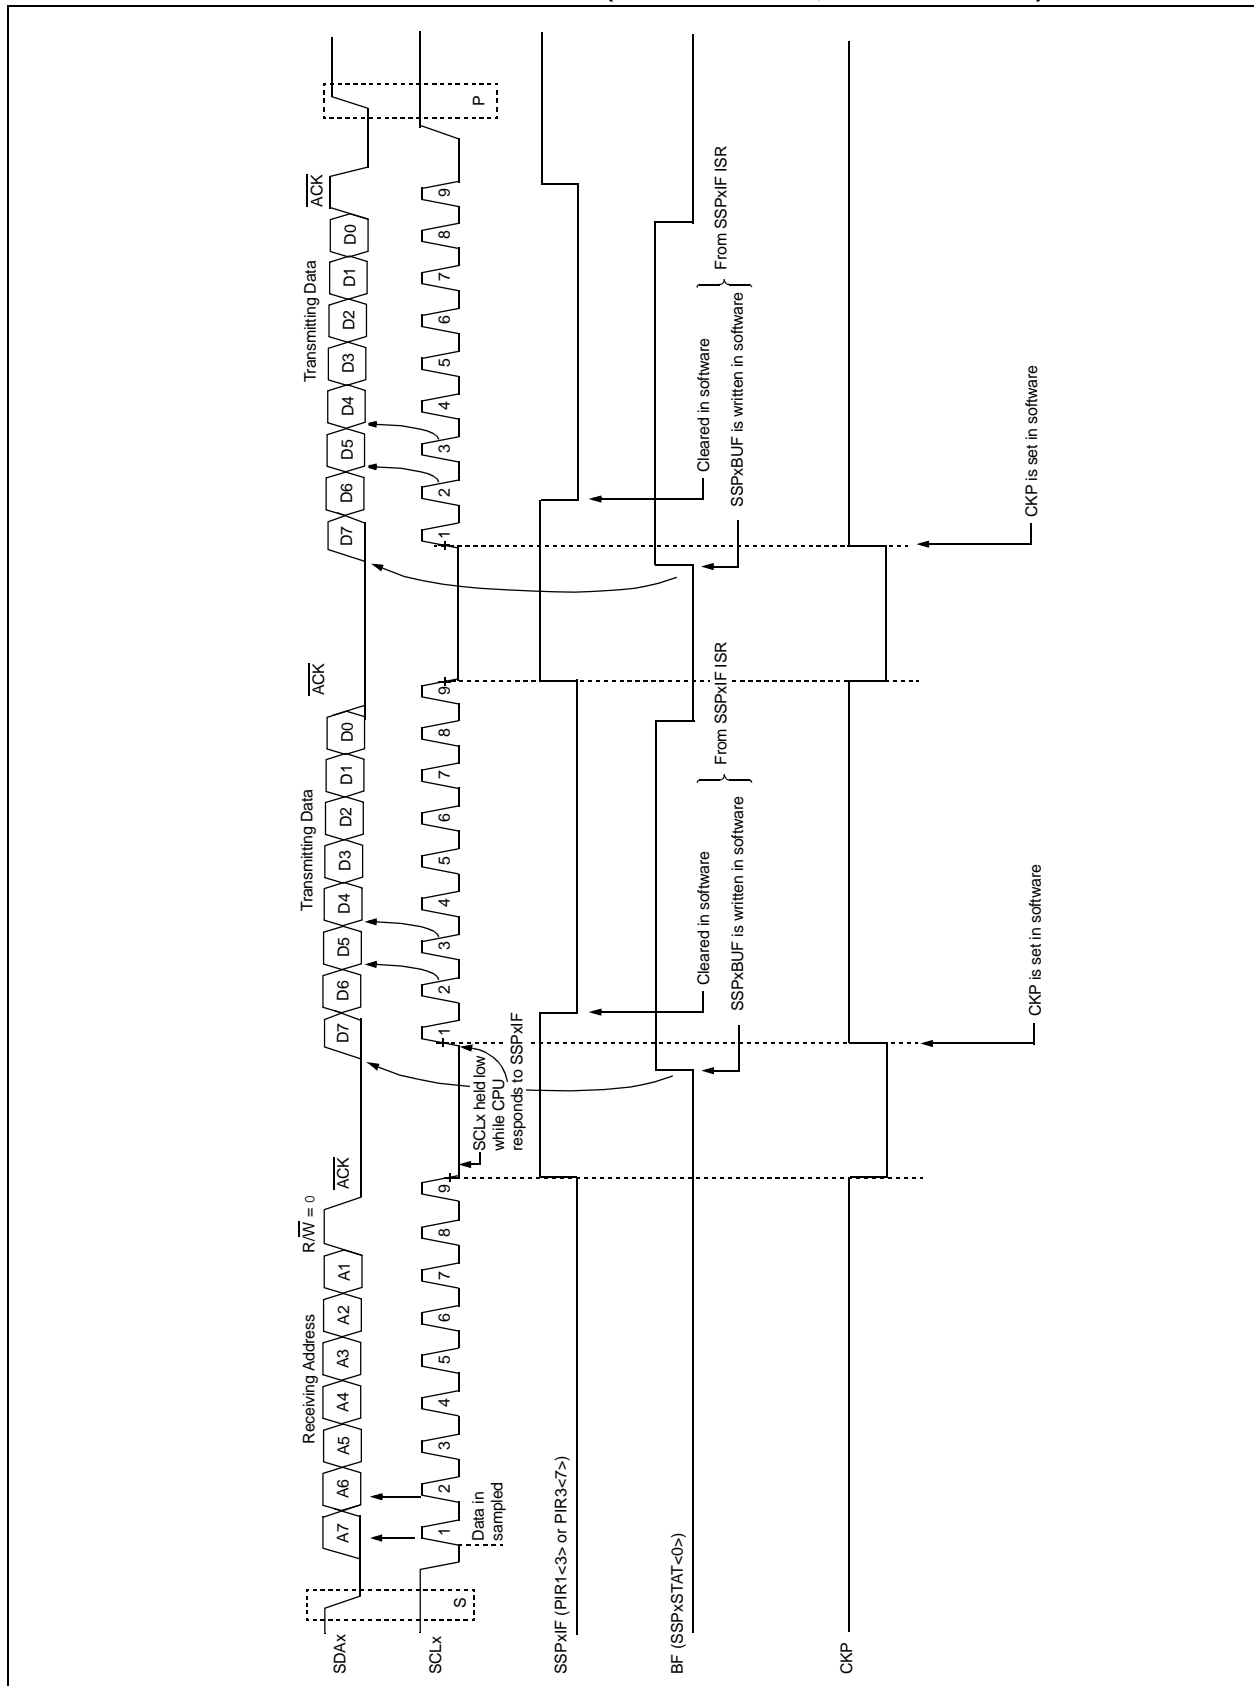 SDAx
SCLx
SSPxIF (PIR1<3> or PIR3<7>)
BF (SSPxSTAT<0>)
CKP
S
Receiving Address
R/W = 0
ACK
A7
A6
A5
A4
A3
A2
A1
1
2
3
4
5
6
7
8
9
Data in
sampled
SCLx held low
while CPU
responds to SSPxIF
Transmitting Data
ACK
D7
D6
D5
D4
D3
D2
D1
D0
1
2
3
4
5
6
7
8
9
Cleared in software
From SSPxIF ISR
SSPxBUF is written in software
CKP is set in software
Transmitting Data
ACK
D7
D6
D5
D4
D3
D2
D1
D0
1
2
3
4
5
6
7
8
9
P
Cleared in software
From SSPxIF ISR
SSPxBUF is written in software
CKP is set in software